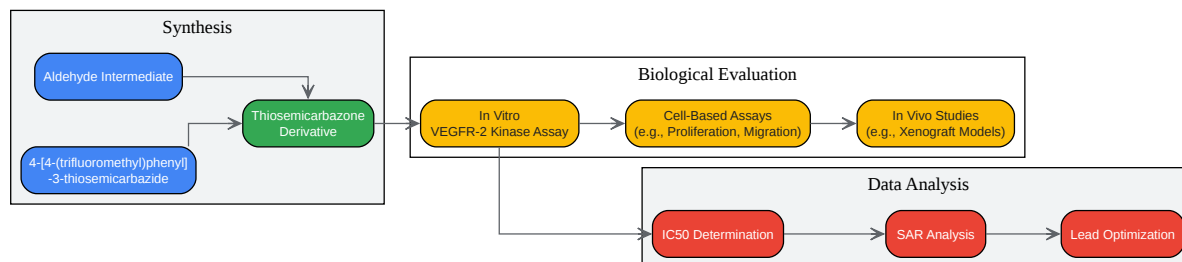 Synthesis
Aldehyde Intermediate
Thiosemicarbazone
Derivative
4-[4-(trifluoromethyl)phenyl]
-3-thiosemicarbazide
Biological Evaluation
In Vitro
VEGFR-2 Kinase Assay
Cell-Based Assays
(e.g., Proliferation, Migration)
In Vivo Studies
(e.g., Xenograft Models)
Data Analysis
IC50 Determination
SAR Analysis
Lead Optimization